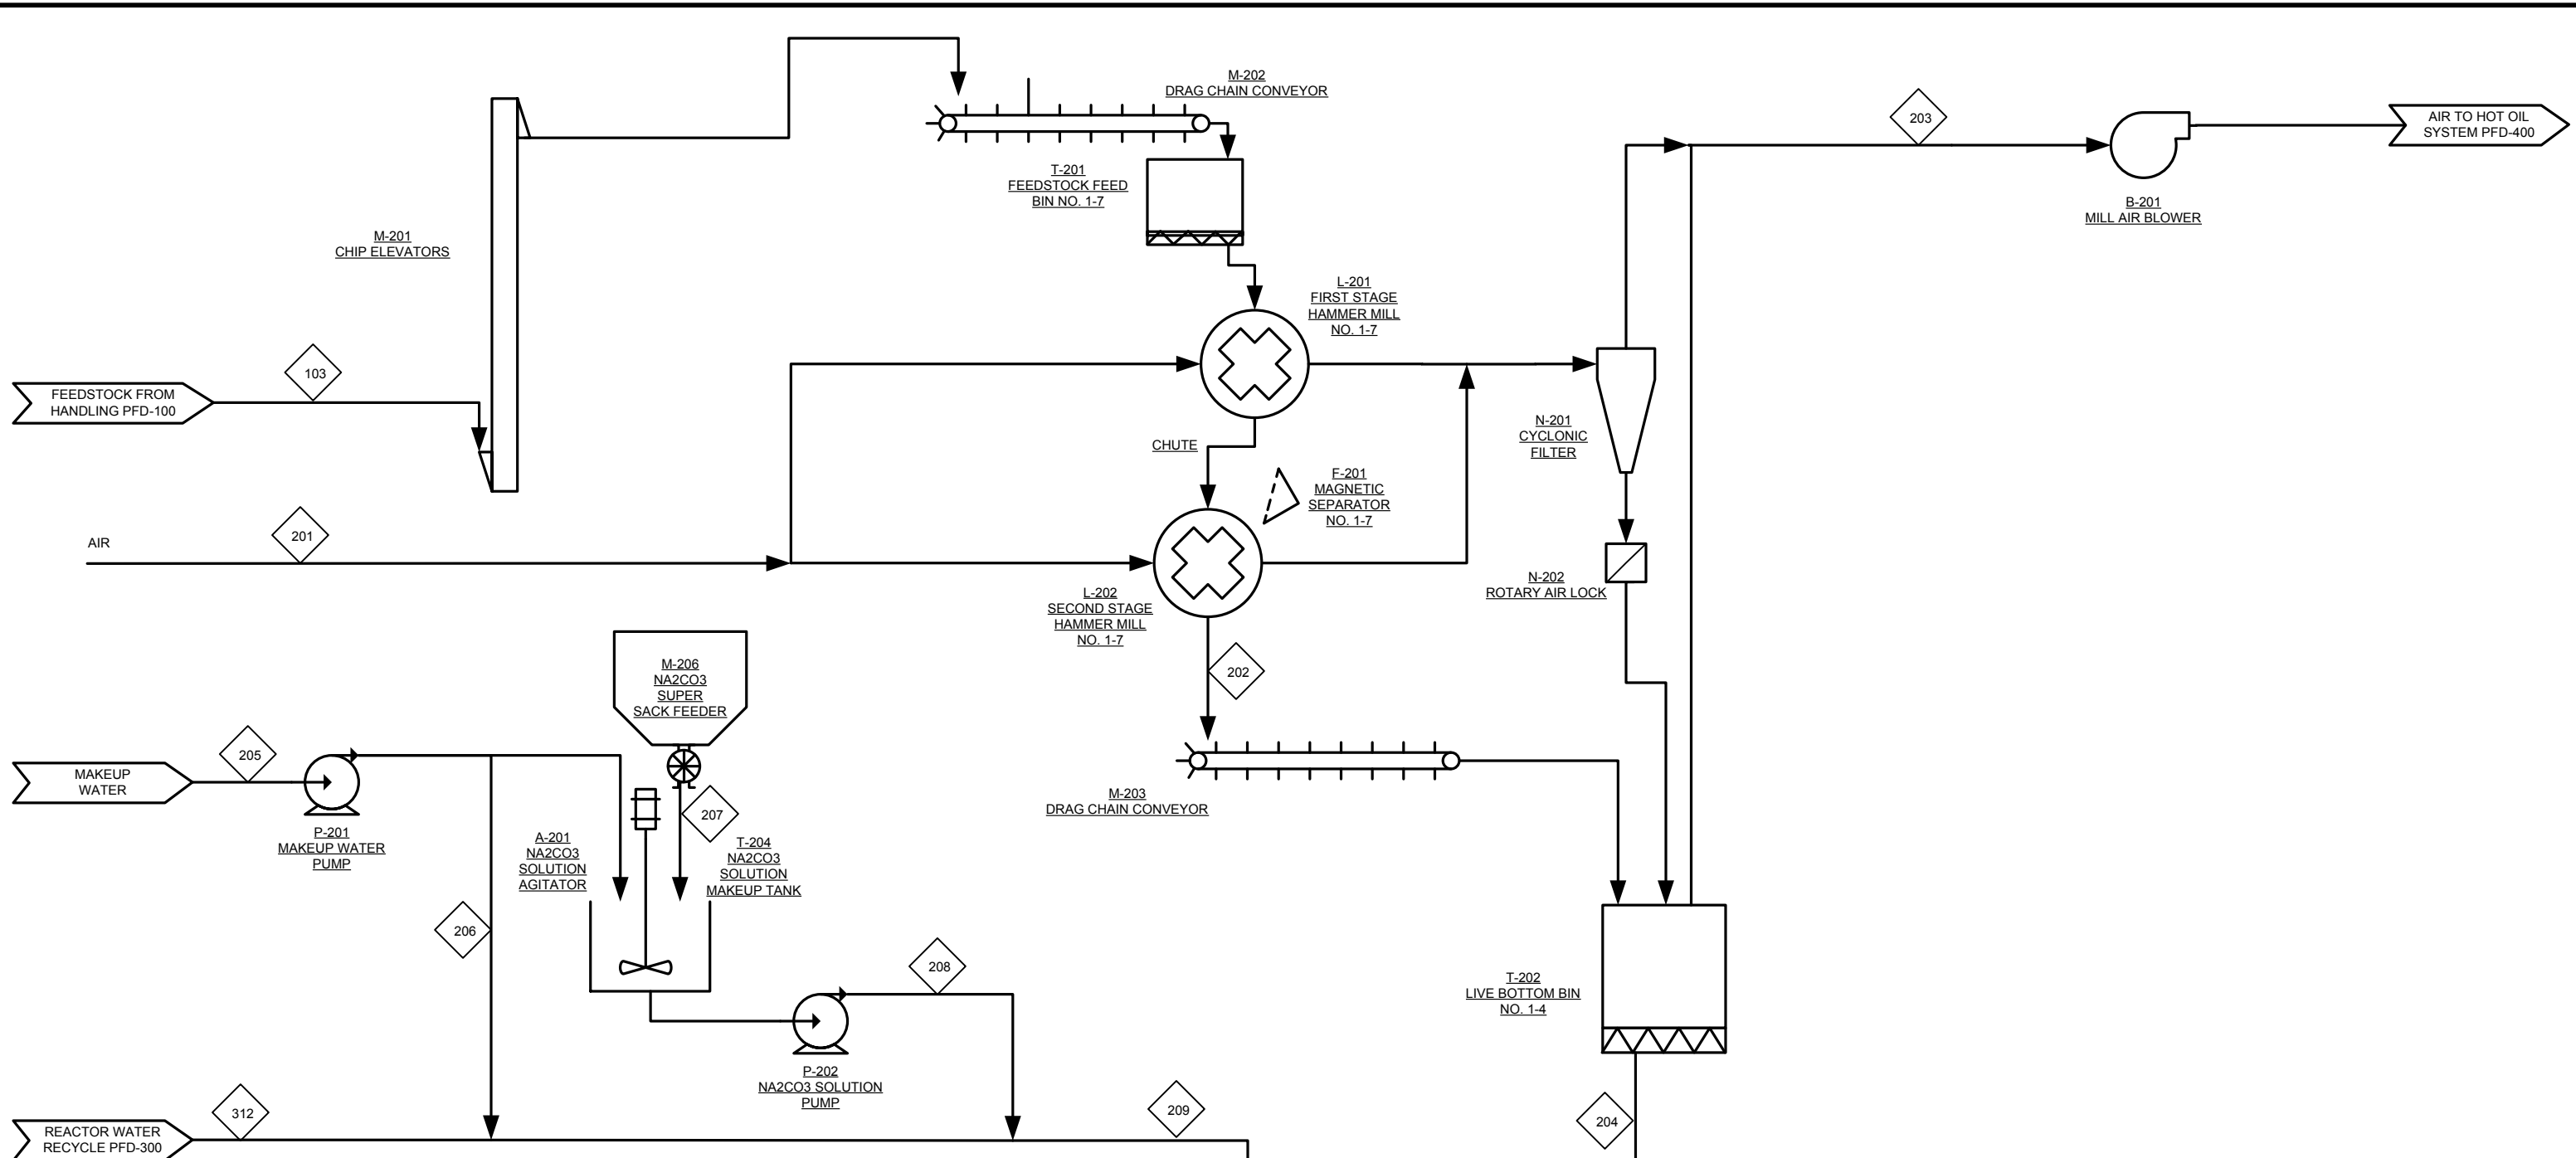 M-202
DRAG CHAIN CONVEYOR
203
AIR TO HOT OIL
SYSTEM PFD-400
T-201
FEEDSTOCK FEED
BIN NO. 1-7
B-201
MILL AIR BLOWER
M-201
CHIP ELEVATORS
L-201
FIRST STAGE
HAMMER MILL
NO. 1-7
103
FEEDSTOCK FROM
HANDLING PFD-100
CHUTE
N-201
CYCLONIC
FILTER
F-201
MAGNETIC
SEPARATOR
NO. 1-7
AIR
201
N-202
ROTARY AIR LOCK
L-202
SECOND STAGE
HAMMER MILL
NO. 1-7
202
M-206
NA2CO3
SUPER
SACK FEEDER
205
MAKEUP
WATER
P-201
MAKEUP WATER
PUMP
207
M-203
DRAG CHAIN CONVEYOR
A-201
NA2CO3
SOLUTION
AGITATOR
T-204
NA2CO3
SOLUTION
MAKEUP TANK
206
208
T-202
LIVE BOTTOM BIN
NO. 1-4
P-202
NA2CO3 SOLUTION
PUMP
312
209
204
REACTOR WATER
RECYCLE PFD-300